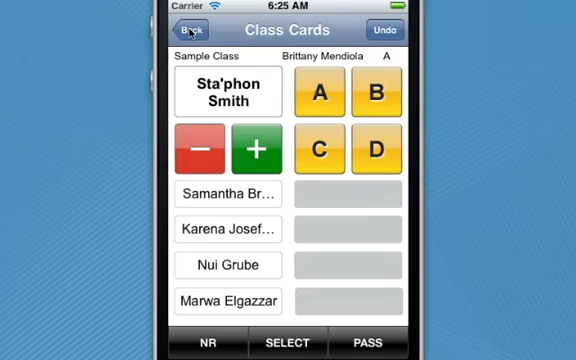 Carrier 6:25 AM
Back Class Cards Undo
Sample Class Brittany Mendiola A
Sta'phon
Smith
A B
− +
C D
Samantha Br...
Karena Josef...
Nui Grube
Marwa Elgazzar
NR SELECT PASS